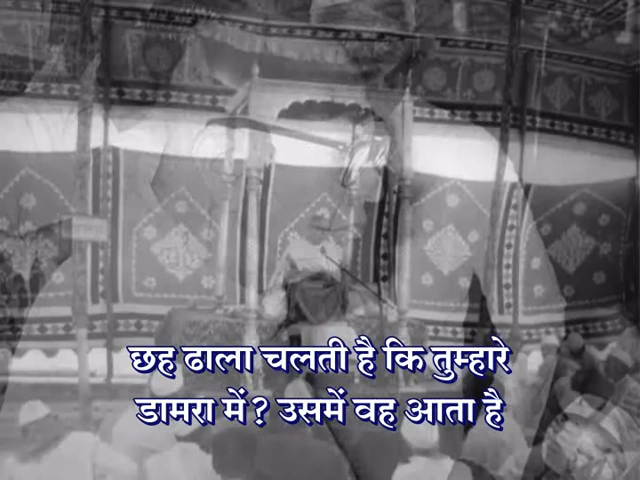 छह ढाला चलती है कि तुम्हारे
डामरा में? उसमें वह आता है